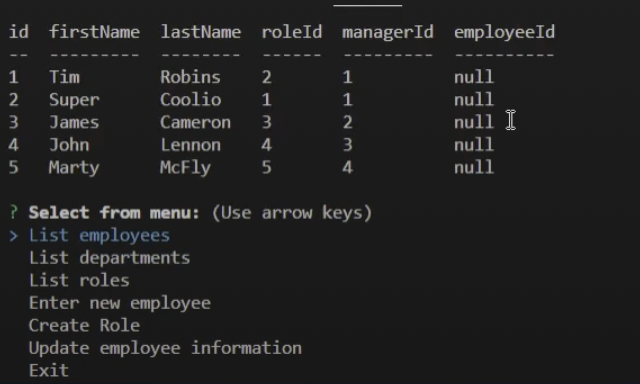 id firstName lastName roleId managerId employeeId
-- --------- -------- ------ --------- ----------
1 Tim Robins 2 1 null
2 Super Coolio 1 1 null
3 James Cameron 3 2 null
4 John Lennon 4 3 null
5 Marty McFly 5 4 null
? Select from menu: (Use arrow keys)
> List employees
List departments
List roles
Enter new employee
Create Role
Update employee information
Exit